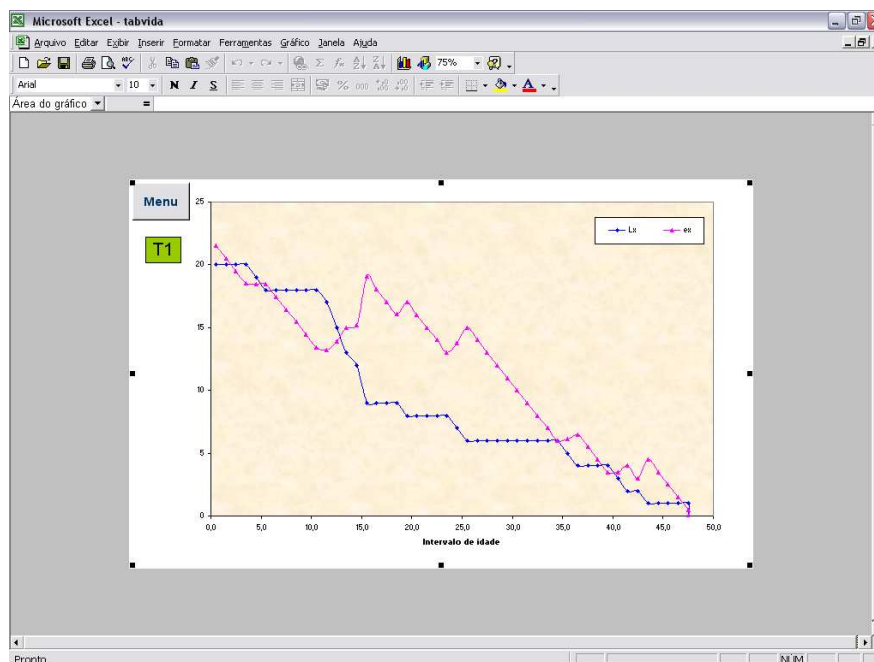 Microsoft Excel - tabvida
Arquivo Editar Exibir Inserir Formatar Ferramentas Gráfico Janela Ajuda
75%
Arial 10 N I S
Área do gráfico =
Menu
T1
Lx ex
25
20
15
10
5
0
0,0 5,0 10,0 15,0 20,0 25,0 30,0 35,0 40,0 45,0 50,0
Intervalo de idade
Pronto NÚM